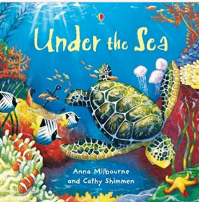 Under the Sea
Anna Milbourne
and Cathy Shimmen